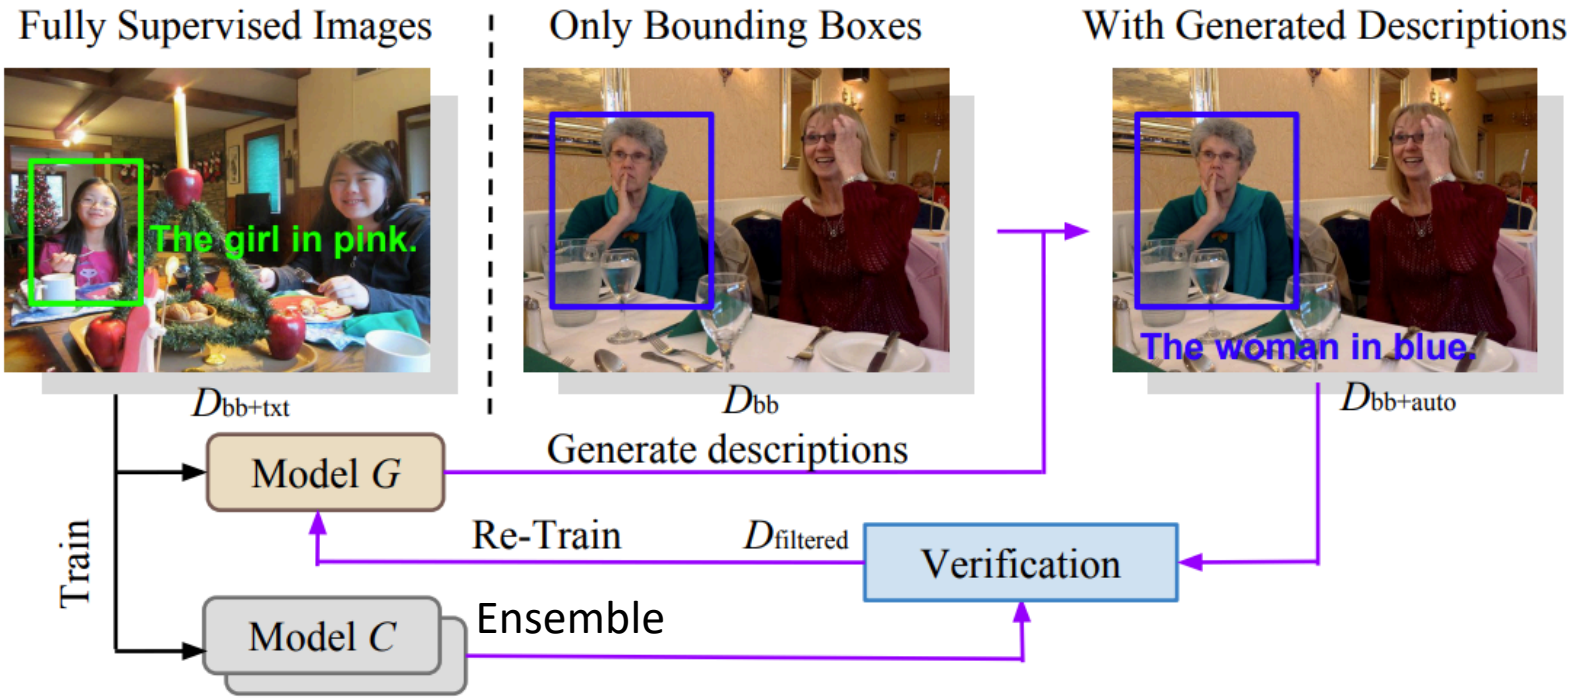 Fully Supervised Images
Only Bounding Boxes
With Generated Descriptions
The girl in pink.
The woman in blue.
Dbb+txt
Dbb
Dbb+auto
Generate descriptions
Model G
Train
Re-Train
Dfiltered
Verification
Model C
Ensemble